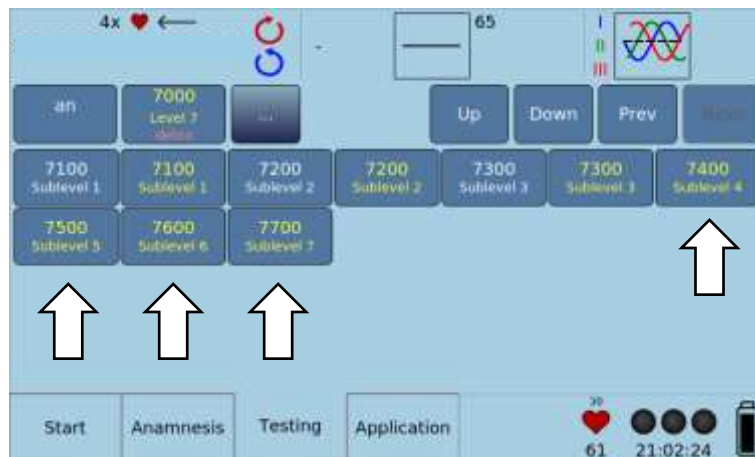 4x
65
I
II
III
an
7000
Level 7
detox
...
Up
Down
Prev
Next
7100
Sublevel 1
7100
Sublevel 1
7200
Sublevel 2
7200
Sublevel 2
7300
Sublevel 3
7300
Sublevel 3
7400
Sublevel 4
7500
Sublevel 5
7600
Sublevel 6
7700
Sublevel 7
Start
Anamnesis
Testing
Application
61
21:02:24